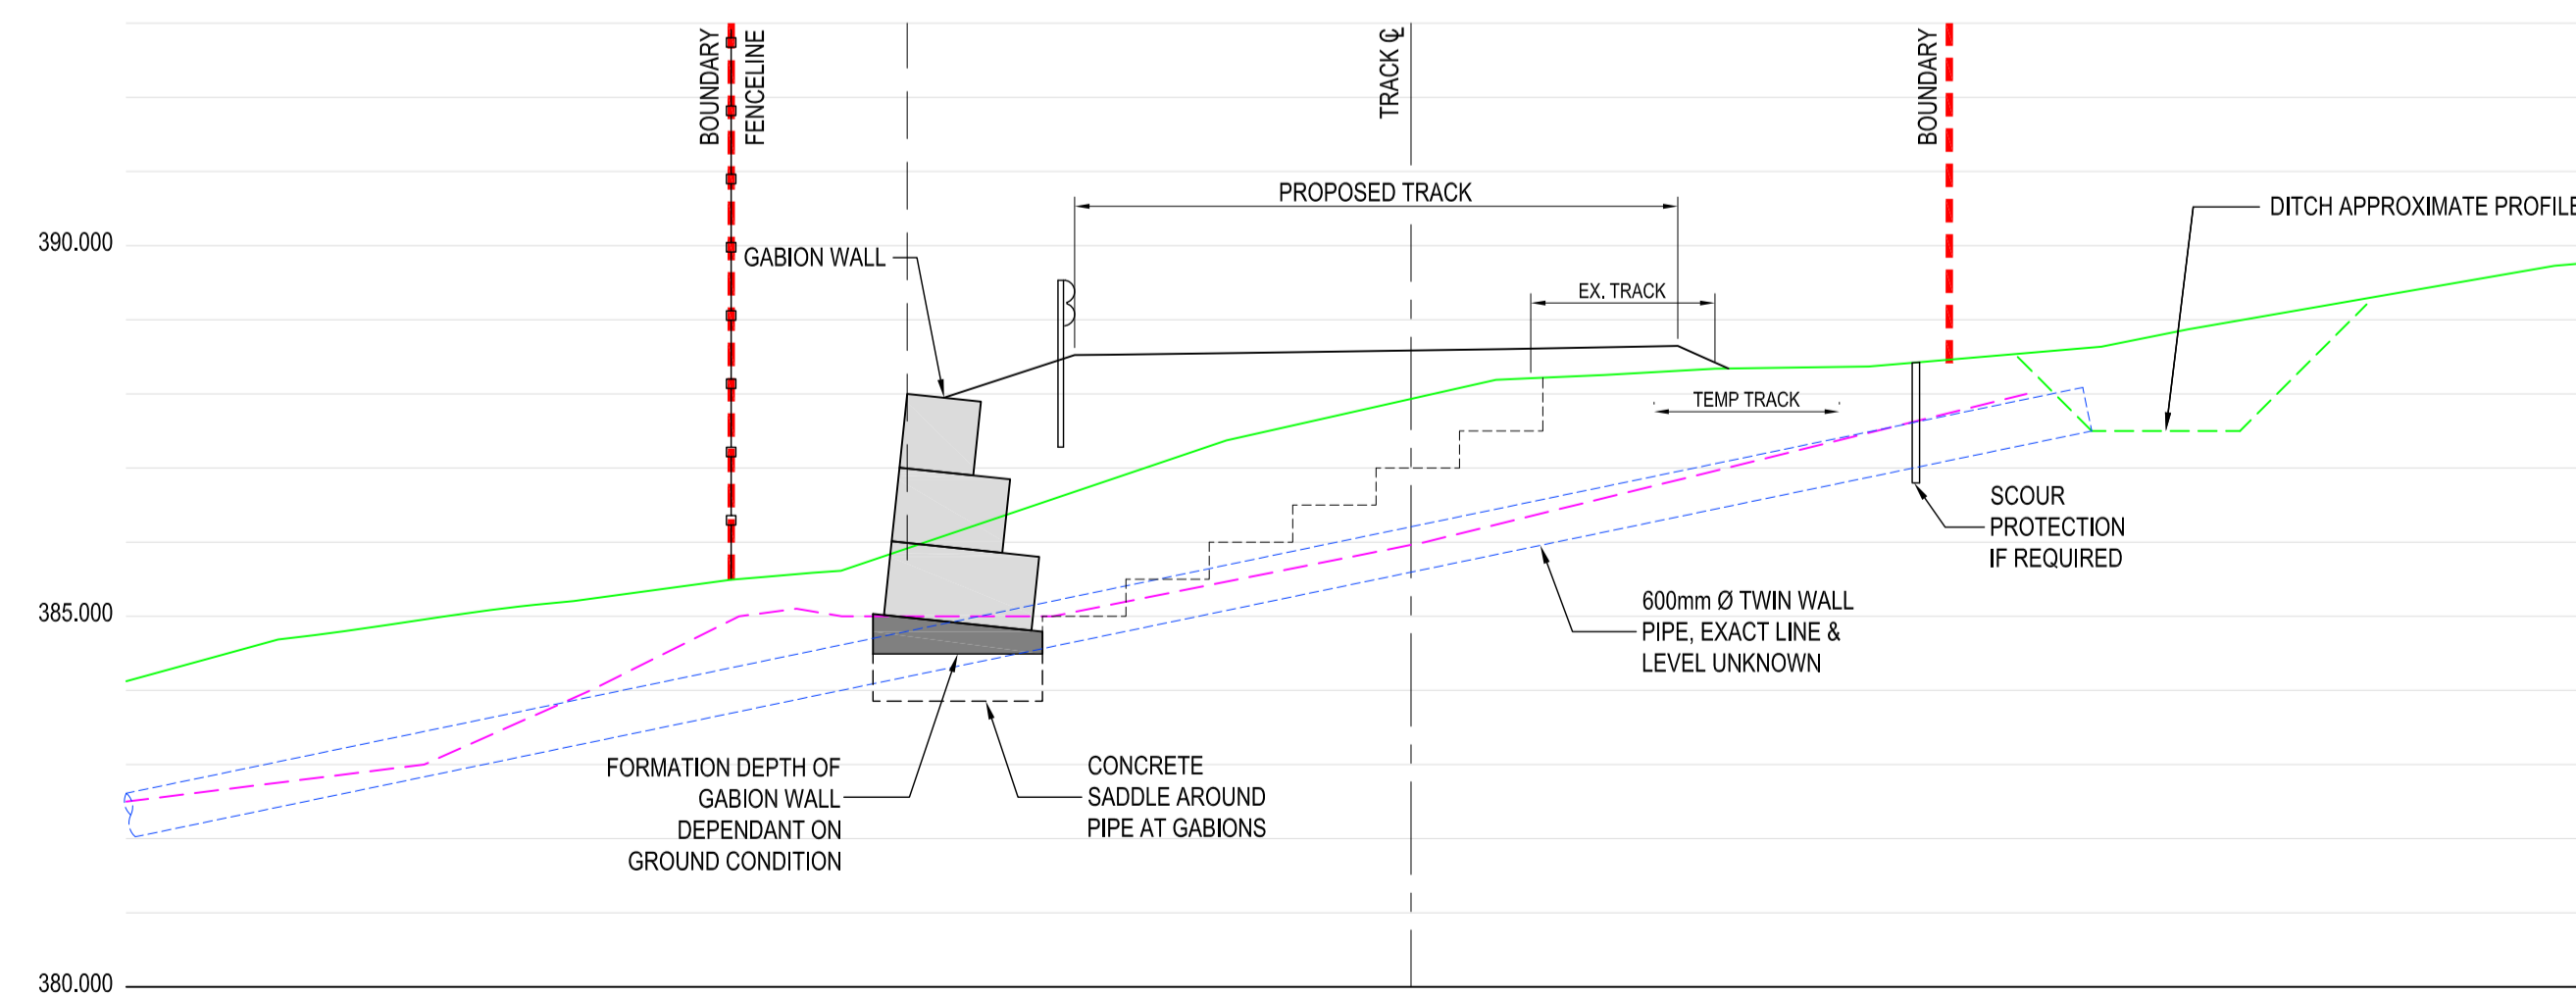 BOUNDARY
FENCELINE
TRACK ℄
BOUNDARY
PROPOSED TRACK
DITCH APPROXIMATE PROFILE
390.000
GABION WALL
EX. TRACK
TEMP TRACK
SCOUR
PROTECTION
IF REQUIRED
385.000
600mm Ø TWIN WALL
PIPE, EXACT LINE &
LEVEL UNKNOWN
FORMATION DEPTH OF
GABION WALL
DEPENDANT ON
GROUND CONDITION
CONCRETE
SADDLE AROUND
PIPE AT GABIONS
380.000